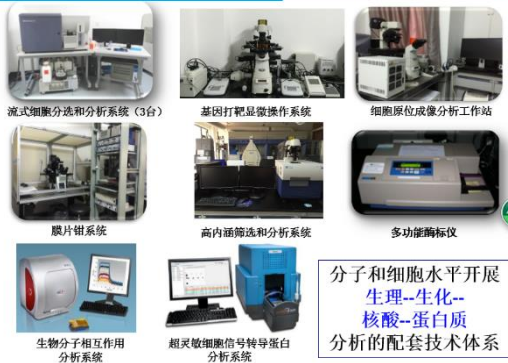 流式细胞分选和分析系统（3台）
基因打靶显微操作系统
细胞原位成像分析工作站
膜片钳系统
高内涵筛选和分析系统
多功能酶标仪
生物分子相互作用
分析系统
超灵敏细胞信号转导蛋白
分析系统
分子和细胞水平开展
生理--生化--
核酸--蛋白质
分析的配套技术体系